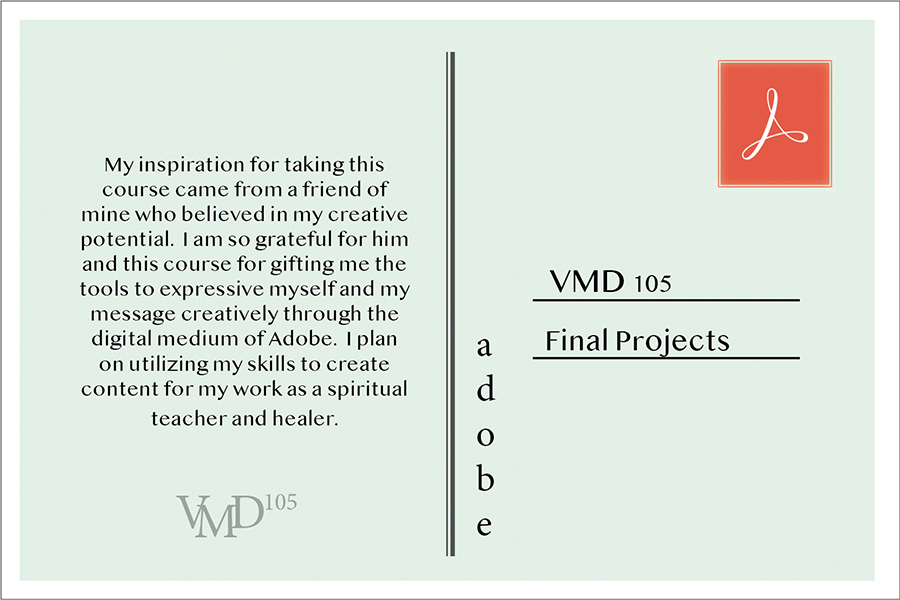 My inspiration for taking this
course came from a friend of
mine who believed in my creative
potential.  I am so grateful for him
and this course for gifting me the
tools to expressive myself and my
message creatively through the
digital medium of Adobe.  I plan
on utilizing my skills to create
content for my work as a spiritual
teacher and healer.
VMD105
a
d
o
b
e
VMD 105
Final Projects